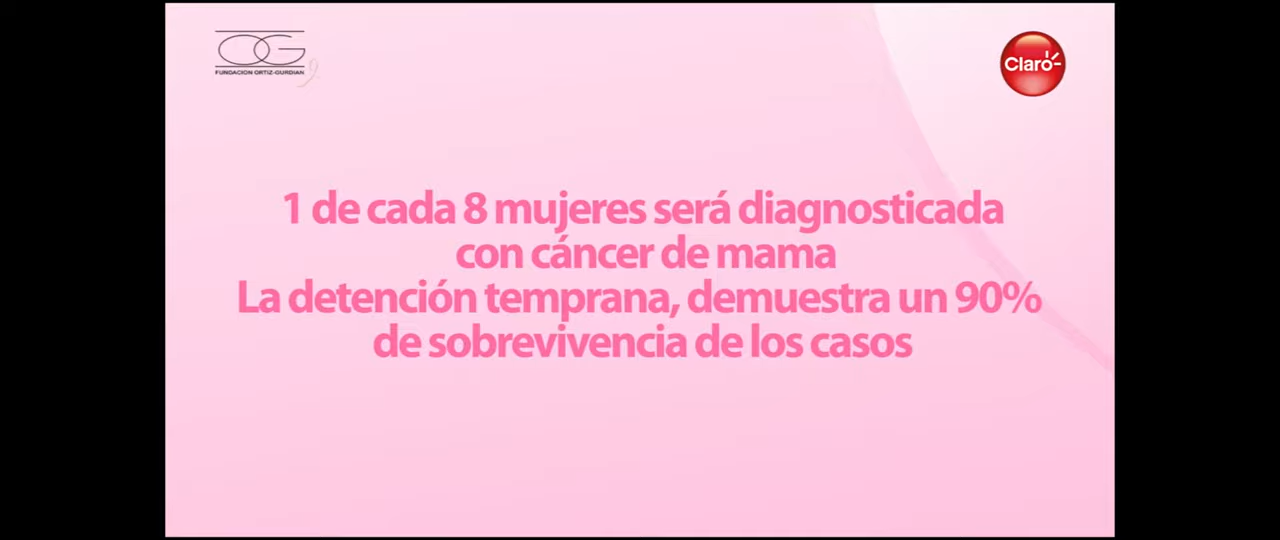 OG
FUNDACION ORTIZ-GURDIAN
Claro
1 de cada 8 mujeres será diagnosticada
con cáncer de mama
La detención temprana, demuestra un 90%
de sobrevivencia de los casos